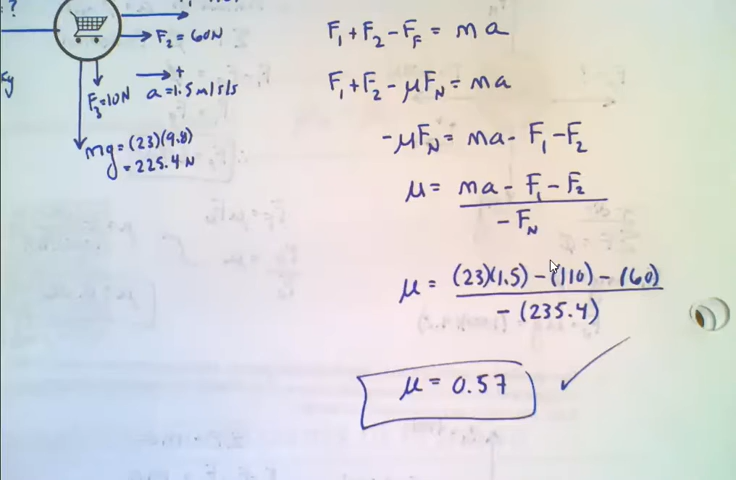 : ?
F₂ = 60N
ky
F₃=10N
+
a = 1.5 m/s/s
mg = (23)(9.8)
= 225.4 N
F₁ + F₂ - F_F = ma
F₁ + F₂ - μF_N = ma
-μF_N = ma - F₁ - F₂
μ = ma - F₁ - F₂
- F_N
μ = (23)(1.5) - (110) - (60)
- (235.4)
μ = 0.57